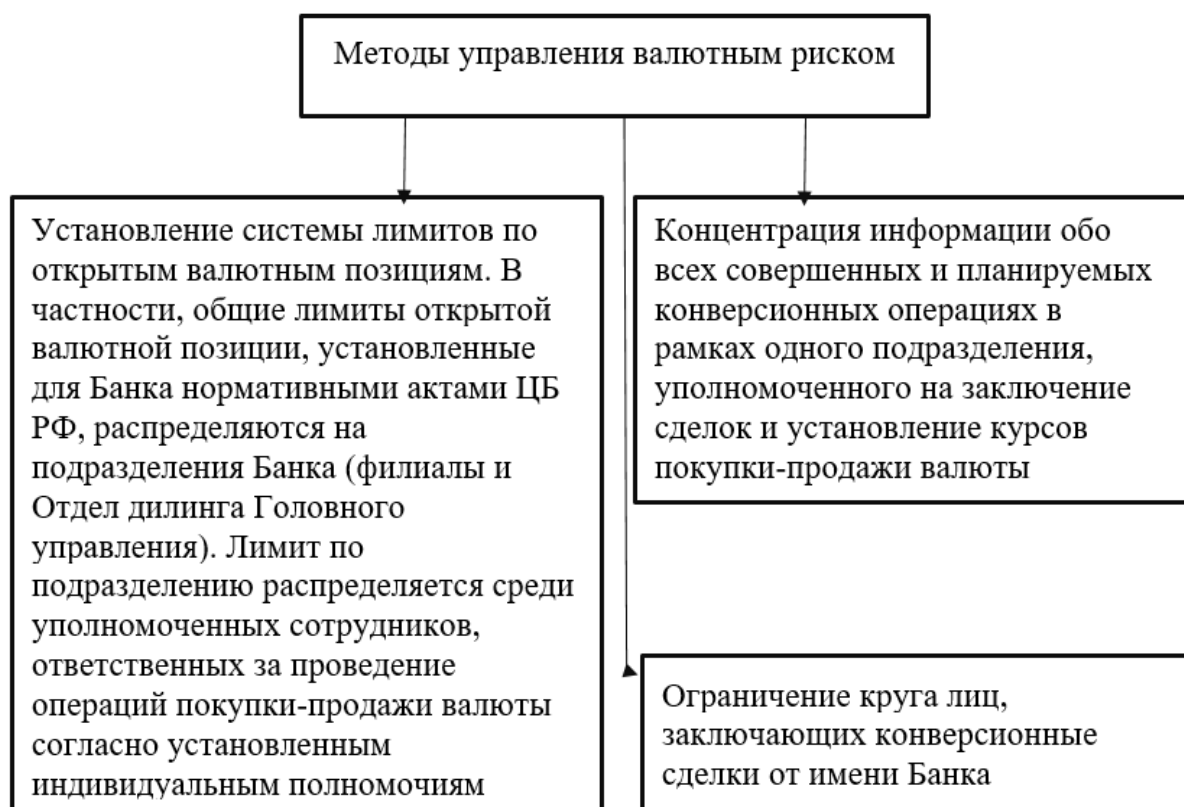 Методы управления валютным риском
Установление системы лимитов по
открытым валютным позициям. В
частности, общие лимиты открытой
валютной позиции, установленные
для Банка нормативными актами ЦБ
РФ, распределяются на
подразделения Банка (филиалы и
Отдел дилинга Головного
управления). Лимит по
подразделению распределяется среди
уполномоченных сотрудников,
ответственных за проведение
операций покупки-продажи валюты
согласно установленным
индивидуальным полномочиям
Концентрация информации обо
всех совершенных и планируемых
конверсионных операциях в
рамках одного подразделения,
уполномоченного на заключение
сделок и установление курсов
покупки-продажи валюты
Ограничение круга лиц,
заключающих конверсионные
сделки от имени Банка